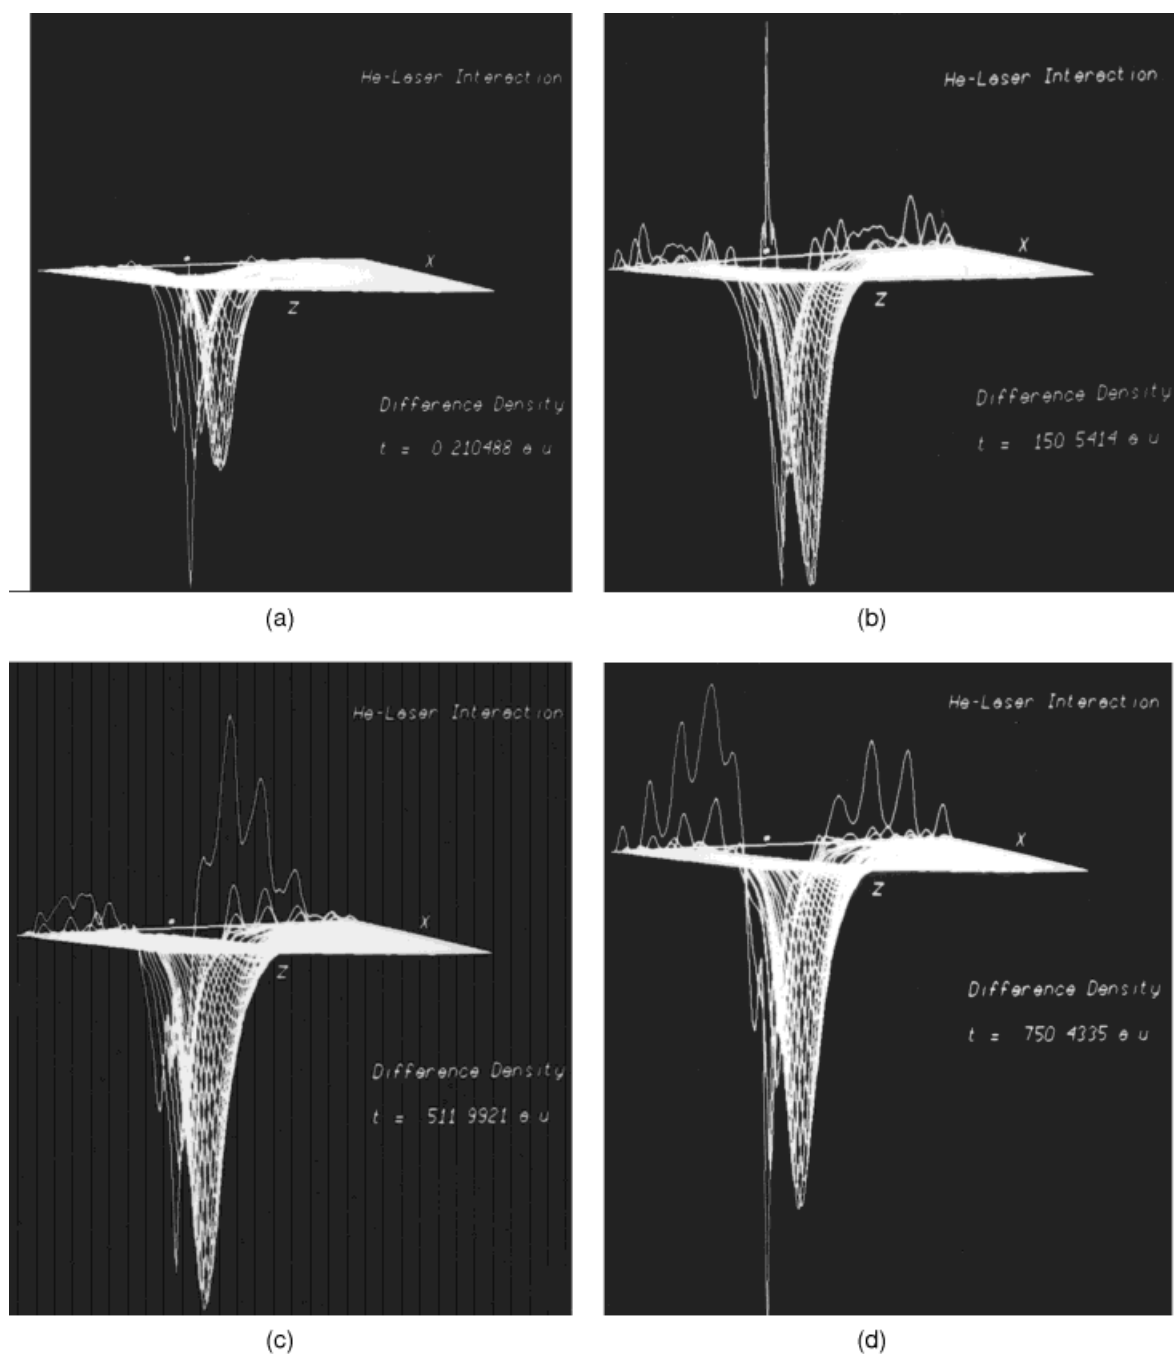 He-Laser Interaction
X
Z
Difference Density
t = 0 210488 a u
(a)
He-Laser Interaction
X
Z
Difference Density
t = 150 5414 a u
(b)
He-Laser Interaction
X
Z
Difference Density
t = 511 9921 a u
(c)
He-Laser Interaction
X
Z
Difference Density
t = 750 4335 a u
(d)